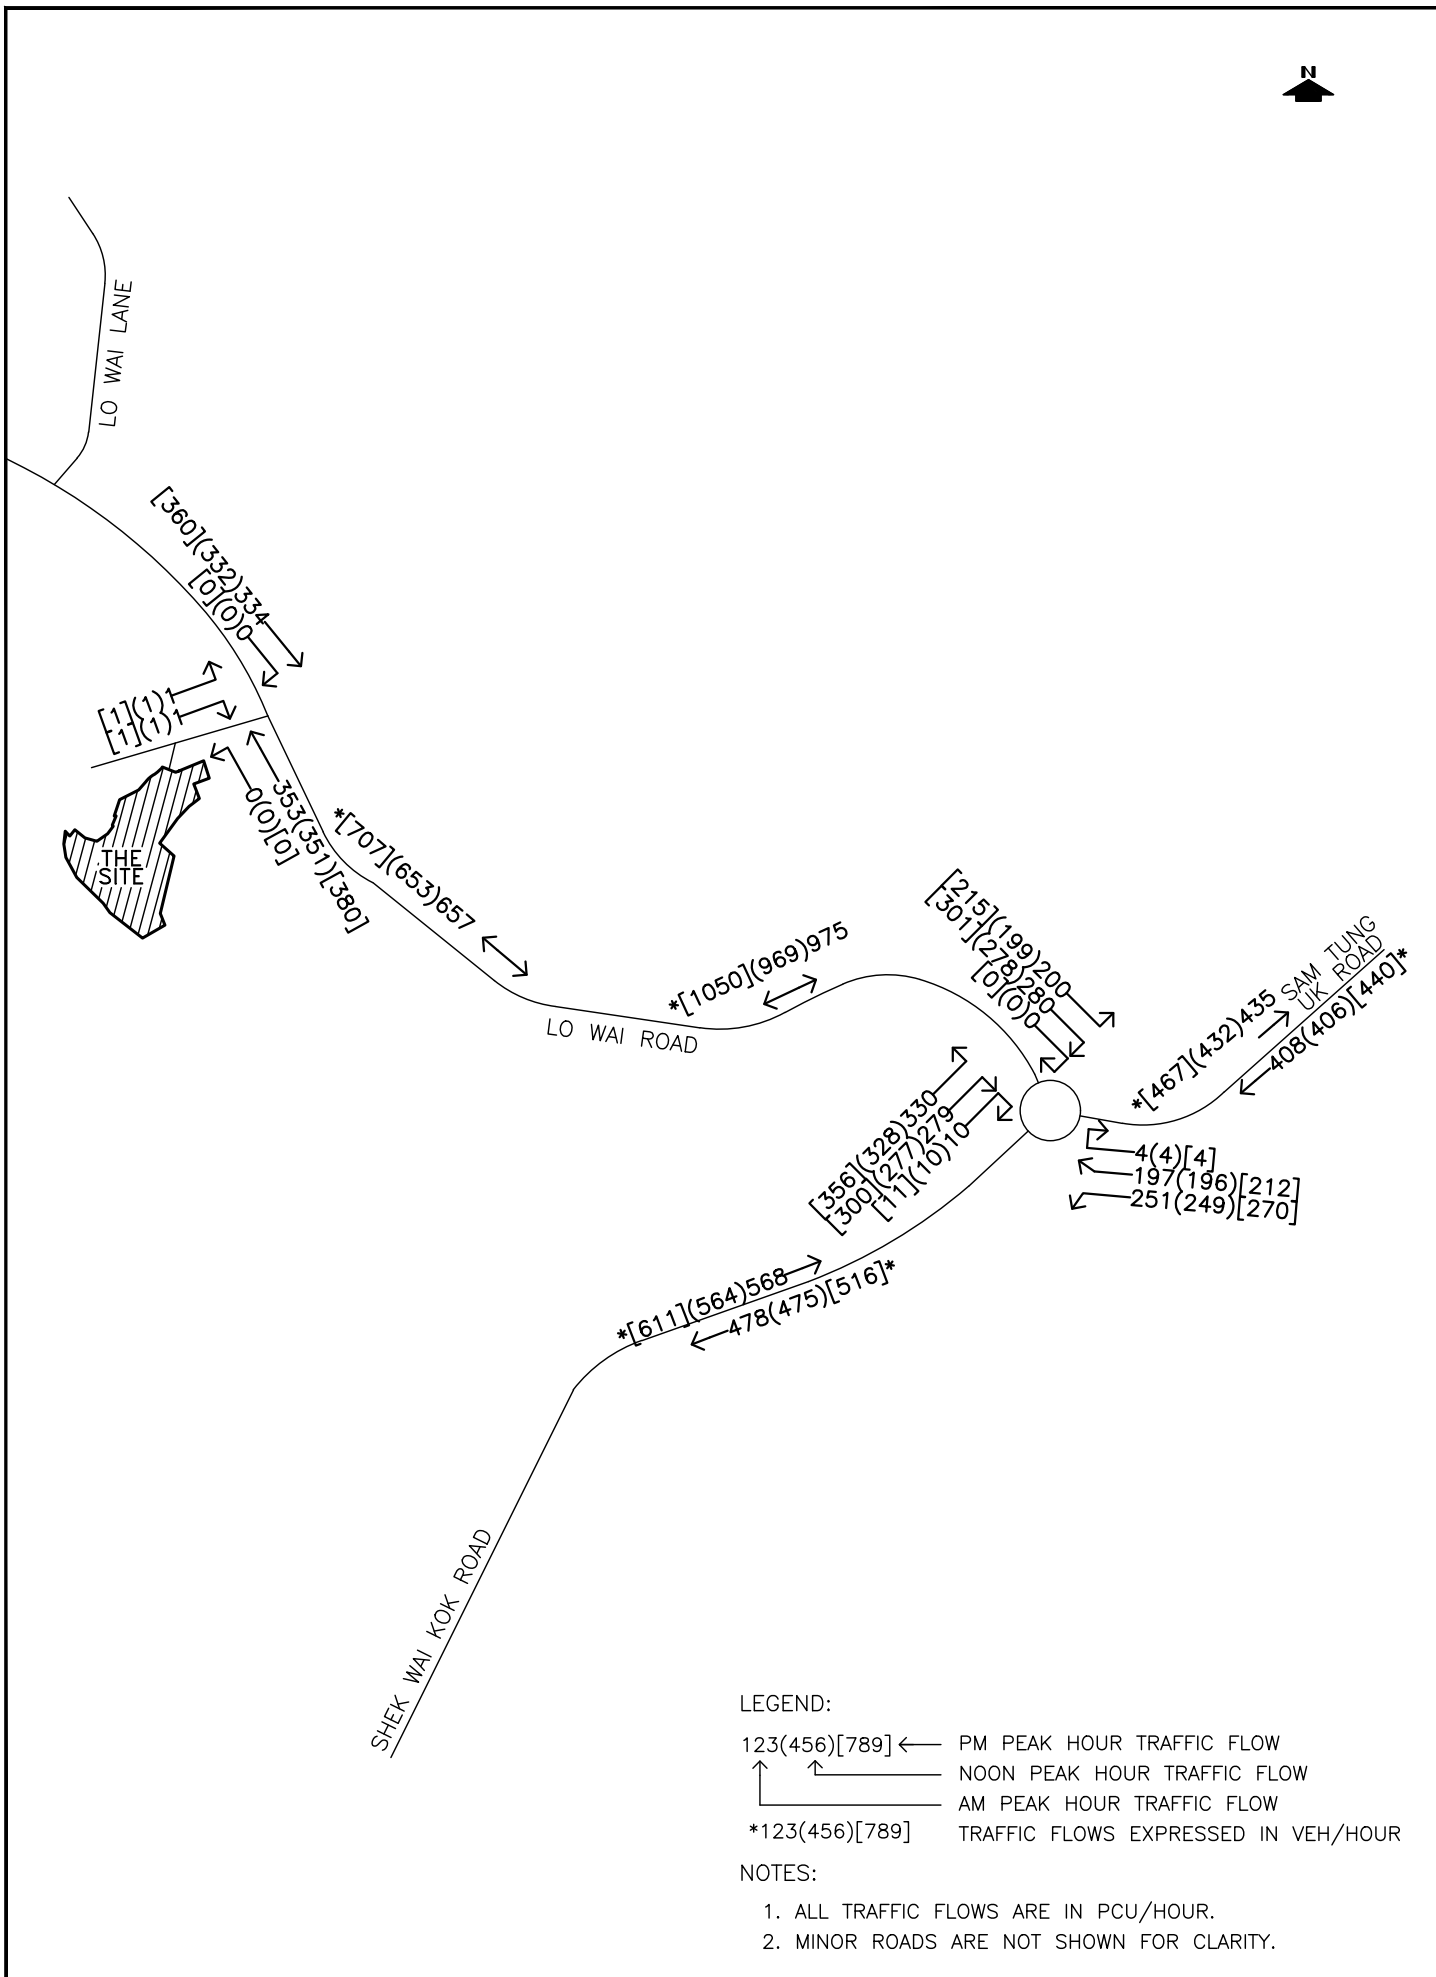 N
LO WAI LANE
[360](332)334
[0](0)0
[1](1)1
[1](1)1
353(351)[380]
0(0)[0]
THE
SITE
*[707](653)657
*[1050](969)975
LO WAI ROAD
[215](199)200
[301](278)280
[0](0)0
SAM TUNG
UK ROAD
*[467](432)435
408(406)[440]*
[356](328)330
[300](277)279
[11](10)10
4(4)[4]
197(196)[212]
251(249)[270]
*[611](564)568
478(475)[516]*
SHEK WAI KOK ROAD
LEGEND:
123(456)[789] PM PEAK HOUR TRAFFIC FLOW
NOON PEAK HOUR TRAFFIC FLOW
AM PEAK HOUR TRAFFIC FLOW
*123(456)[789] TRAFFIC FLOWS EXPRESSED IN VEH/HOUR
NOTES:
1. ALL TRAFFIC FLOWS ARE IN PCU/HOUR.
2. MINOR ROADS ARE NOT SHOWN FOR CLARITY.